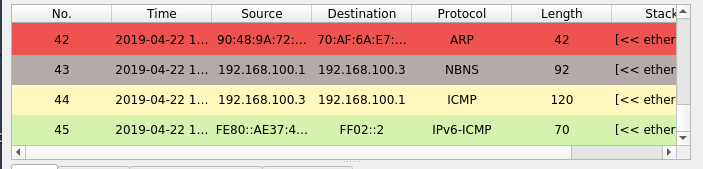 No. Time Source Destination Protocol Length Stack
42 2019-04-22 1... 90:48:9A:72:... 70:AF:6A:E7:... ARP 42 [<< ether
43 2019-04-22 1... 192.168.100.1 192.168.100.3 NBNS 92 [<< ether
44 2019-04-22 1... 192.168.100.3 192.168.100.1 ICMP 120 [<< ether
45 2019-04-22 1... FE80::AE37:4... FF02::2 IPv6-ICMP 70 [<< ether